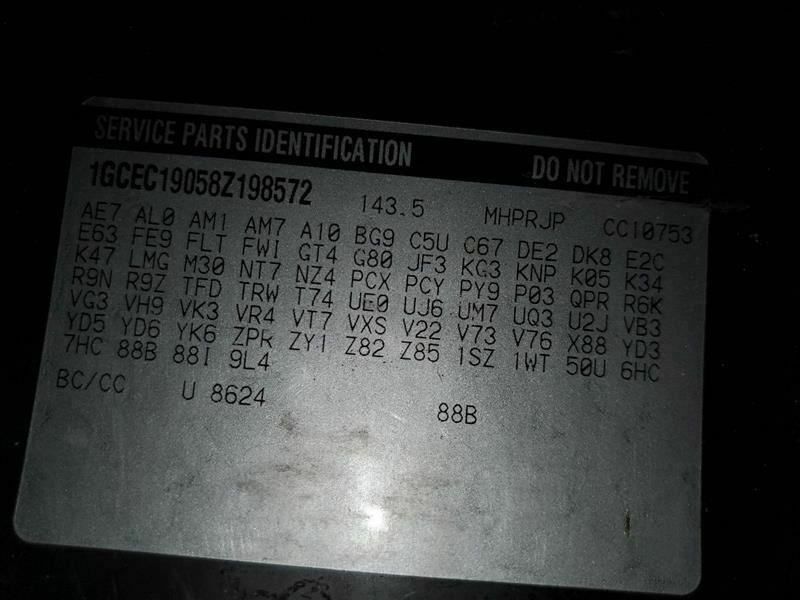 SERVICE PARTS IDENTIFICATION DO NOT REMOVE
1GCEC19058Z198572 143.5 MHPRJP CC10753
AE7 AL0 AM1 AM7 A10 BG9 C5U C67 DE2 DK8 E2C
E63 FE9 FLT FWI GT4 G80 JF3 KG3 KNP K05 K34
K47 LMG M30 NT7 NZ4 PCX PCY PY9 P03 QPR R6K
R9N R9Z TFD TRW T74 UE0 UJ6 UM7 UQ3 U2J VB3
VG3 VH9 VK3 VR4 VT7 VXS V22 V73 V76 X88 YD3
YD5 YD6 YK6 ZPR ZY1 Z82 Z85 1SZ 1WT 50U 6HC
7HC 88B 88I 9L4
BC/CC U 8624 88B